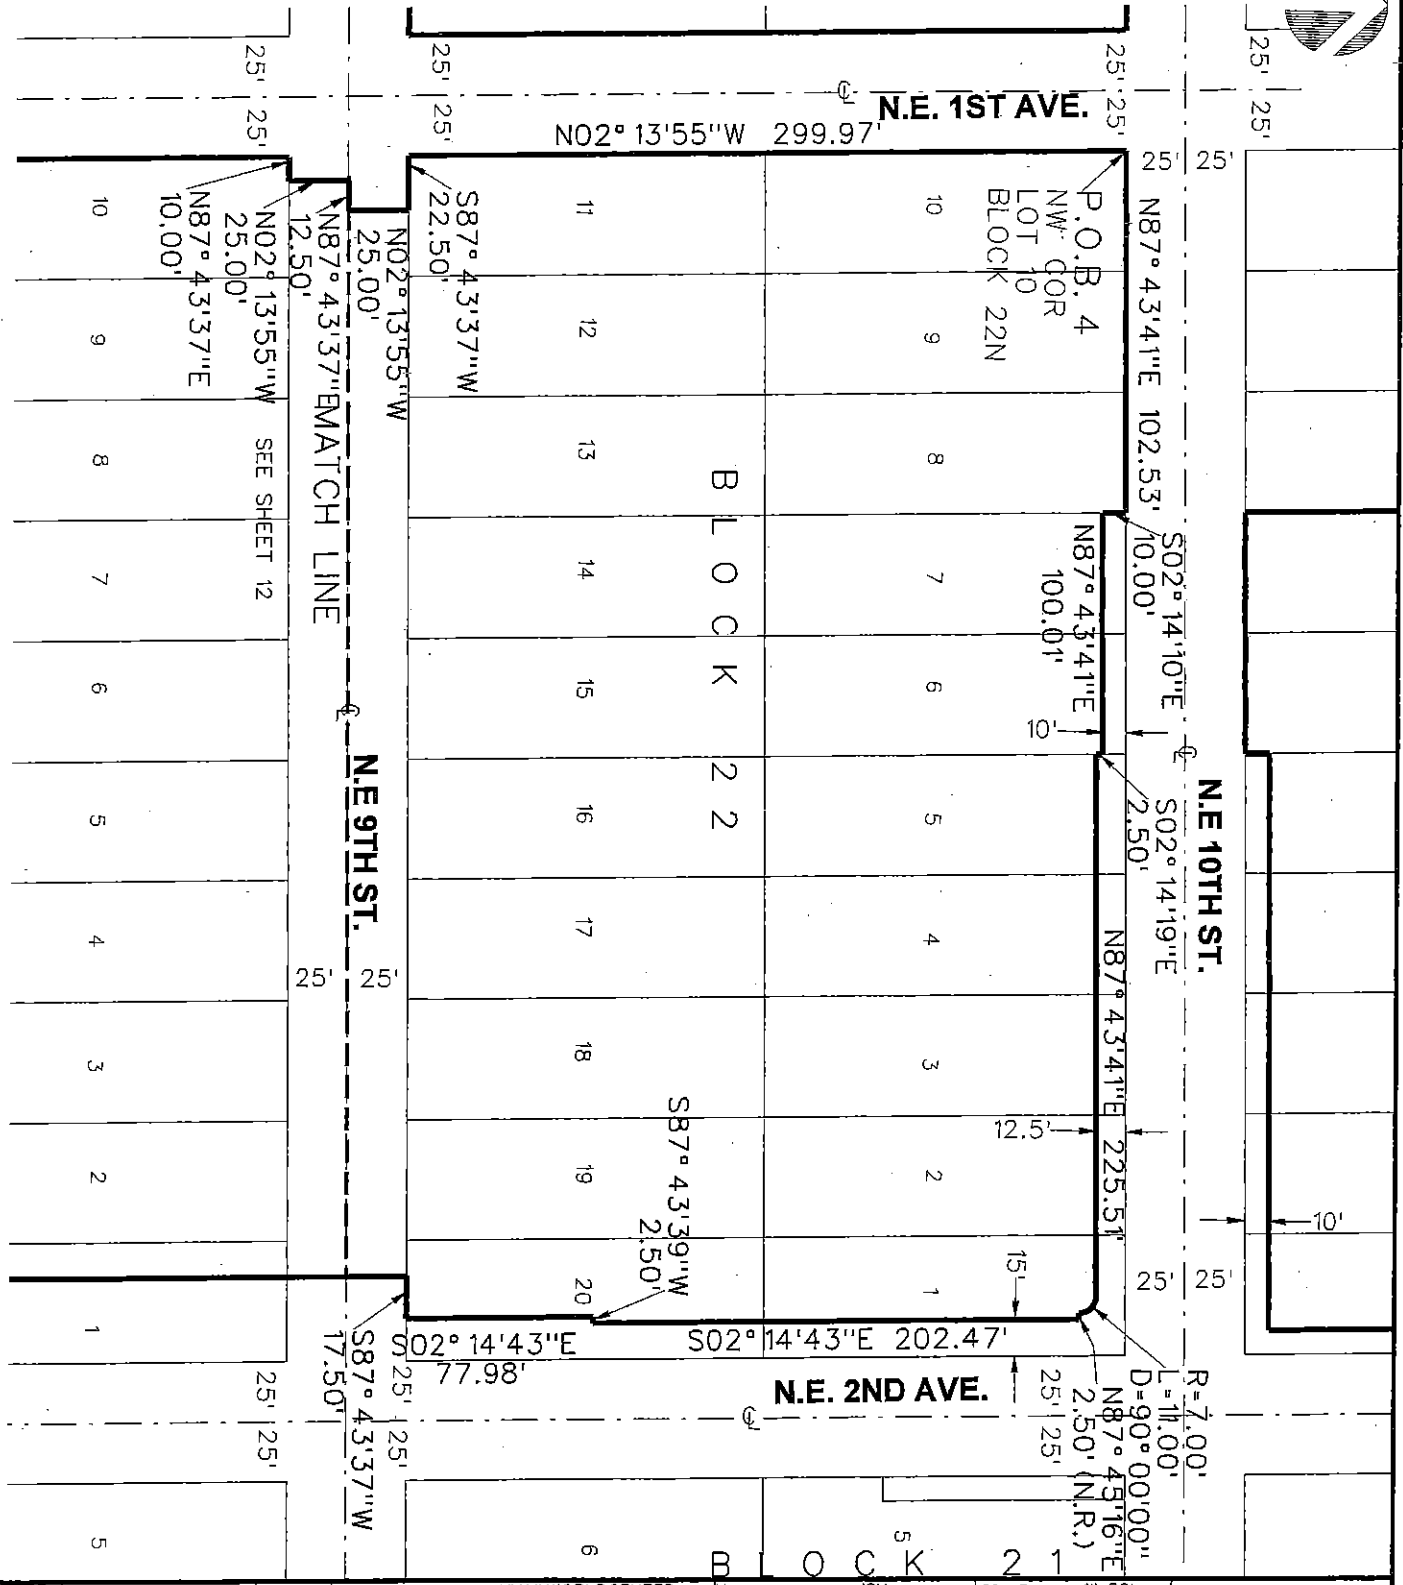 N.E. 1ST AVE.
N02°13'55"W 299.97'
25'
25'
25'
25'
25'
25'
25'
25'
25' 25'
P.O.B. 4
NW COR
LOT 10
BLOCK 22N
N87°43'41"E 102.53'
S02°14'10"E
10.00'
N87°43'41"E
100.01'
10'
S02°14'19"E
2.50'
N.E 10TH ST.
N87°43'41"E 225.51'
12.5'
10'
15'
25' 25'
R=7.00'
L=11.00'
D=90°00'00"
N87°45'16"E
2.50' (N.R.)
S87°43'37"W
22.50'
N02°13'55"W
25.00'
N87°43'37"E
12.50'
N02°13'55"W
25.00'
N87°43'37"E
10.00'
MATCH LINE
SEE SHEET 12
N.E 9TH ST.
25' 25'
BLOCK 22
10
9
8
7
6
5
4
3
2
1
11
12
13
14
15
16
17
18
19
20
10
9
8
7
6
5
4
3
2
1
S87°43'39"W
2.50'
S02°14'43"E
77.98'
S02°14'43"E 202.47'
S87°43'37"W
17.50'
N.E. 2ND AVE.
25'
25'
25'
25'
25'
25'
5
6
5
BLOCK 21